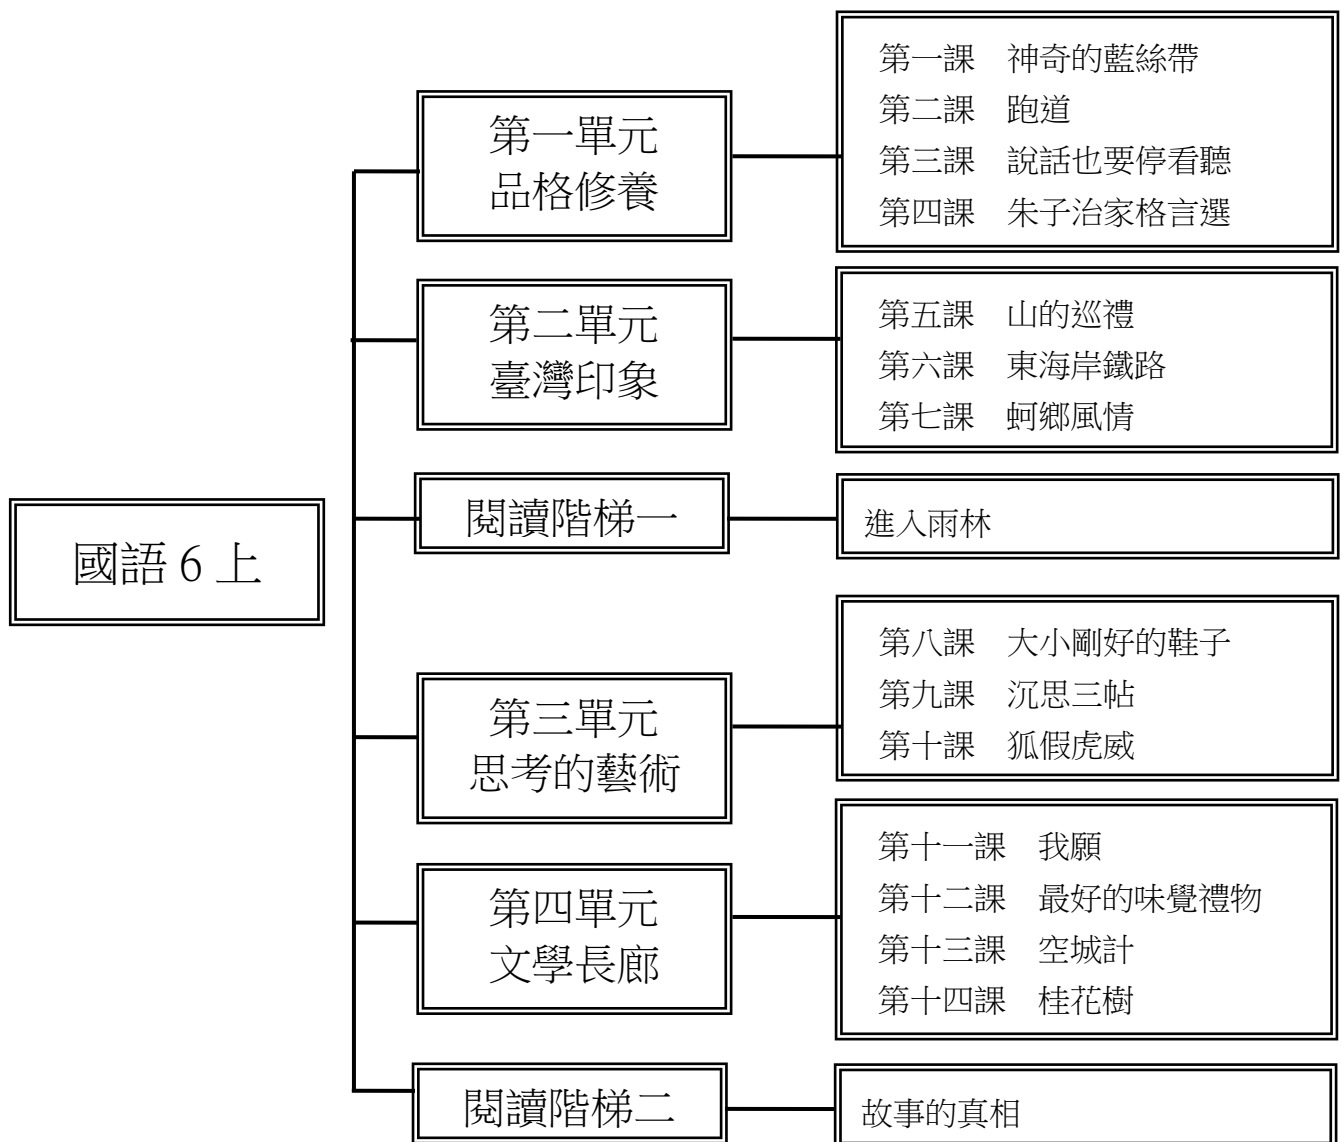 國語 6 上
第一單元
品格修養
第一課 神奇的藍絲帶
第二課 跑道
第三課 說話也要停看聽
第四課 朱子治家格言選
第二單元
臺灣印象
第五課 山的巡禮
第六課 東海岸鐵路
第七課 蚵鄉風情
閱讀階梯一
進入雨林
第三單元
思考的藝術
第八課 大小剛好的鞋子
第九課 沉思三帖
第十課 狐假虎威
第四單元
文學長廊
第十一課 我願
第十二課 最好的味覺禮物
第十三課 空城計
第十四課 桂花樹
閱讀階梯二
故事的真相